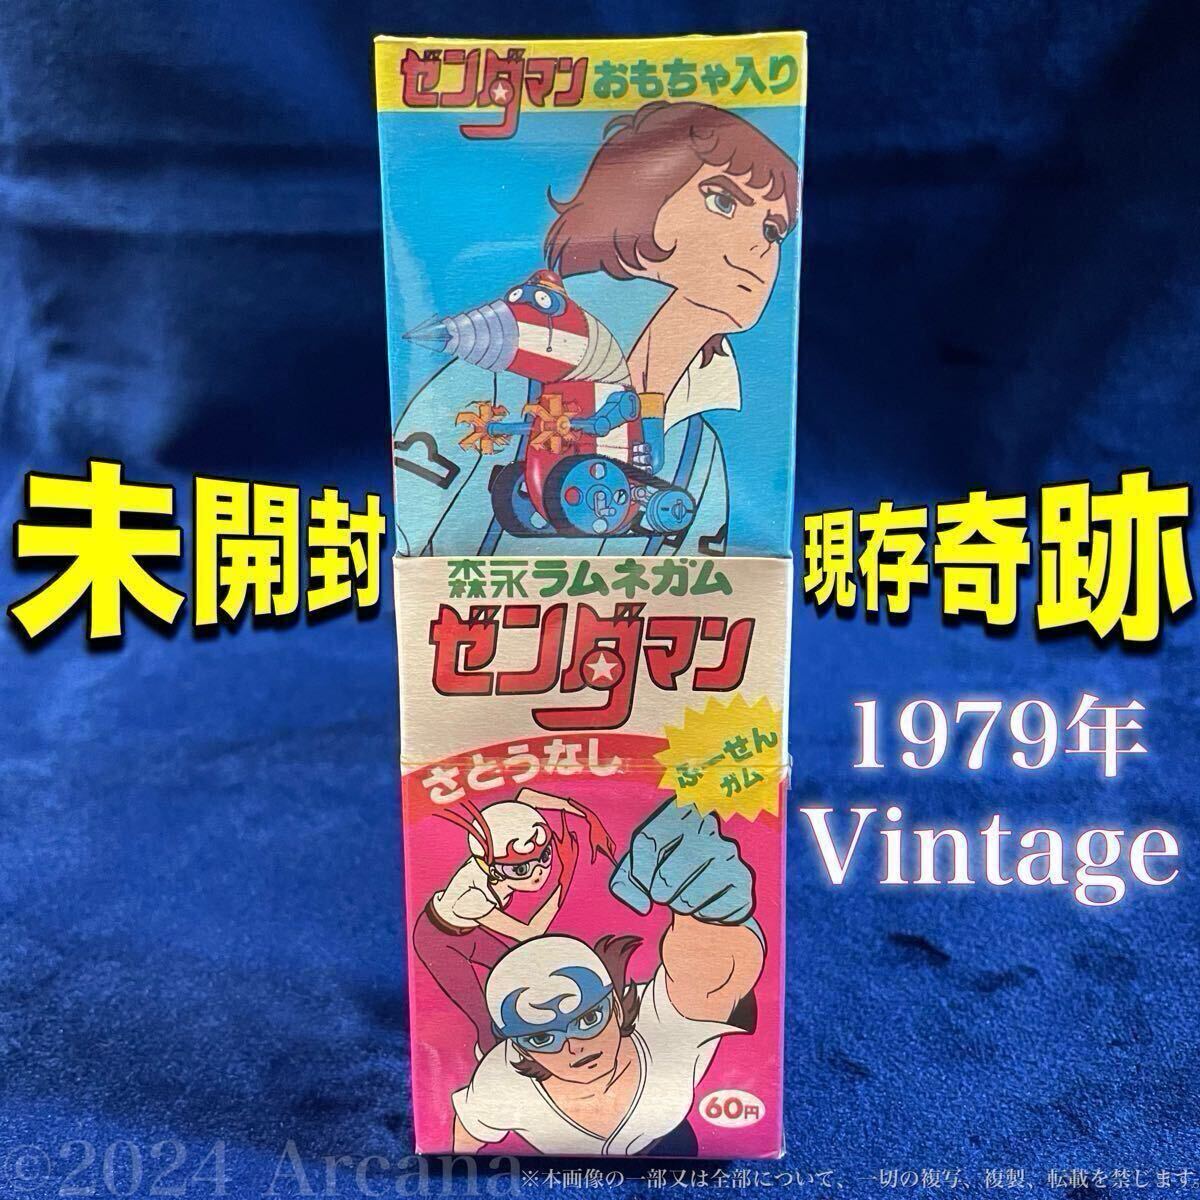 ゼンダマン おもちゃ入り
未開封
現存奇跡
森永ラムネガム
ゼンダマン
さとうなし
ふーせん
ガム
1979年
Vintage
60円
©2024 Arcana
※本画像の一部又は全部について、一切の複写、複製、転載を禁じます